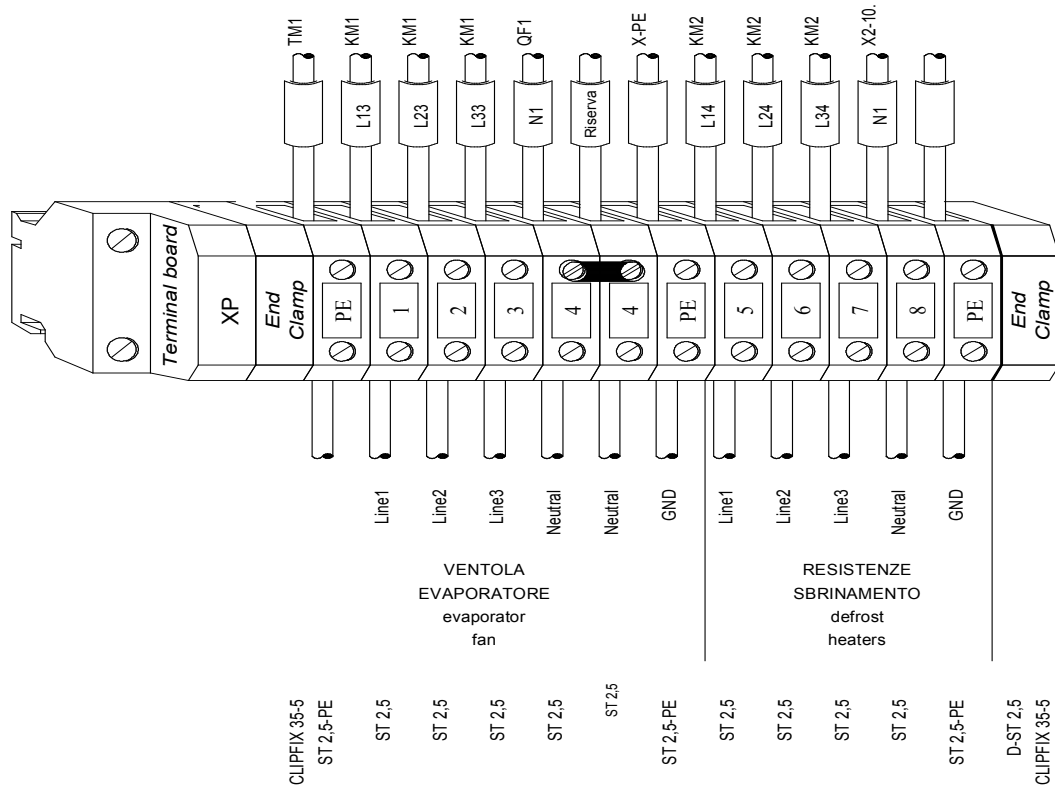 TM1
KM1
KM1
KM1
QF1
X-PE
KM2
KM2
KM2
X2-10.
L13
L23
L33
N1
Riserva
L14
L24
L34
N1
Terminal board
XP
End
Clamp
PE
1
2
3
4
4
PE
5
6
7
8
PE
End
Clamp
Line1
Line2
Line3
Neutral
Neutral
GND
Line1
Line2
Line3
Neutral
GND
VENTOLA
EVAPORATORE
evaporator
fan
RESISTENZE
SBRINAMENTO
defrost
heaters
CLIPFIX 35-5
ST 2,5-PE
ST 2,5
ST 2,5
ST 2,5
ST 2,5
ST 2,5
ST 2,5-PE
ST 2,5
ST 2,5
ST 2,5
ST 2,5
ST 2,5-PE
D-ST 2,5
CLIPFIX 35-5